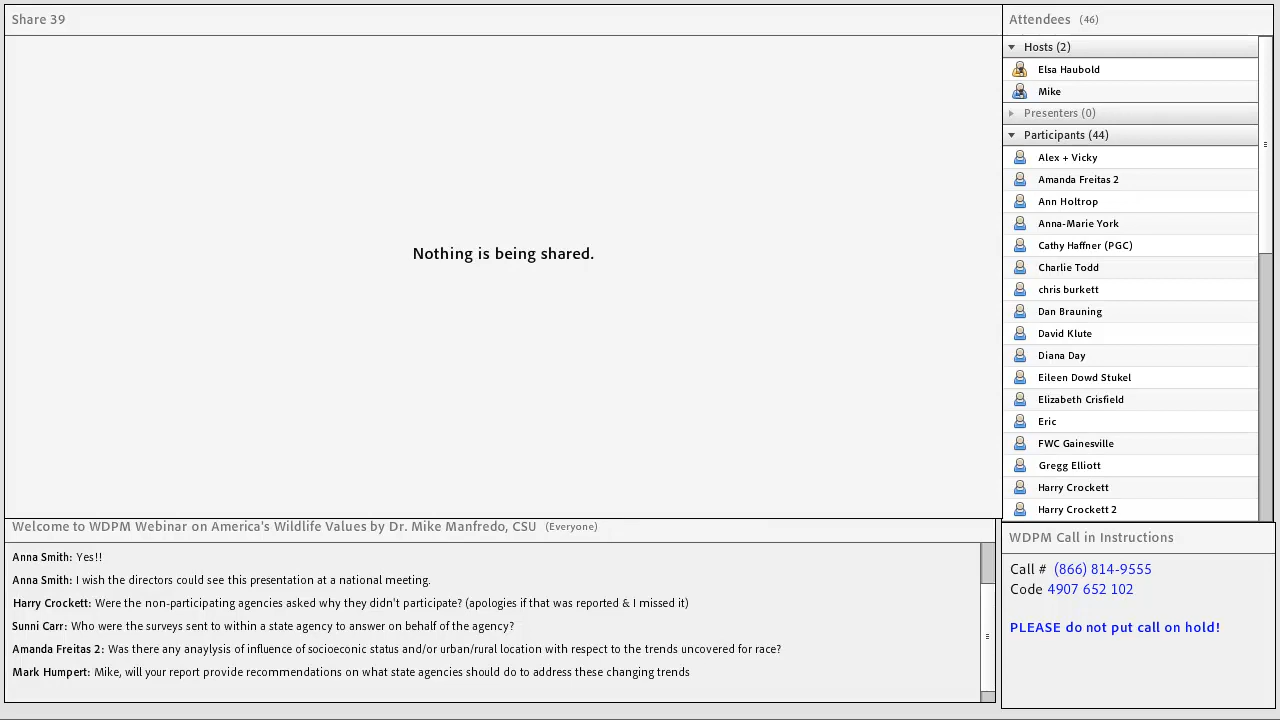 Share 39
Nothing is being shared.
Attendees (46)
Hosts (2)
Elsa Haubold
Mike
Presenters (0)
Participants (44)
Alex + Vicky
Amanda Freitas 2
Ann Holtrop
Anna-Marie York
Cathy Haffner (PGC)
Charlie Todd
chris burkett
Dan Brauning
David Klute
Diana Day
Eileen Dowd Stukel
Elizabeth Crisfield
Eric
FWC Gainesville
Gregg Elliott
Harry Crockett
Harry Crockett 2
Welcome to WDPM Webinar on America's Wildlife Values by Dr. Mike Manfredo, CSU (Everyone)
Anna Smith: Yes!!
Anna Smith: I wish the directors could see this presentation at a national meeting.
Harry Crockett: Were the non-participating agencies asked why they didn't participate? (apologies if that was reported & I missed it)
Sunni Carr: Who were the surveys sent to within a state agency to answer on behalf of the agency?
Amanda Freitas 2: Was there any anaylysis of influence of socioeconic status and/or urban/rural location with respect to the trends uncovered for race?
Mark Humpert: Mike, will your report provide recommendations on what state agencies should do to address these changing trends
WDPM Call in Instructions
Call # (866) 814-9555
Code 4907 652 102
PLEASE do not put call on hold!